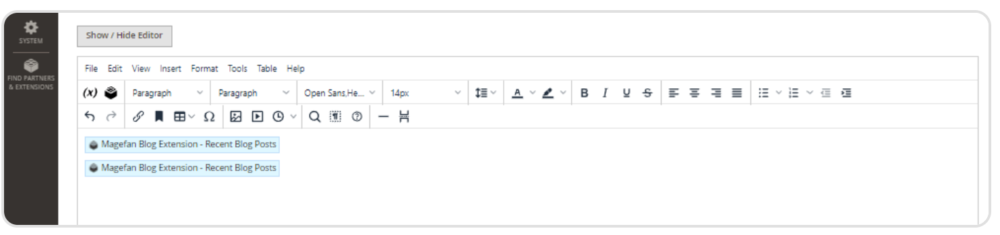 SYSTEM
FIND PARTNERS
& EXTENSIONS
Show / Hide Editor
File Edit View Insert Format Tools Table Help
(x) Paragraph Paragraph Open Sans,He... 14px A B I U S
Ω
Magefan Blog Extension - Recent Blog Posts
Magefan Blog Extension - Recent Blog Posts